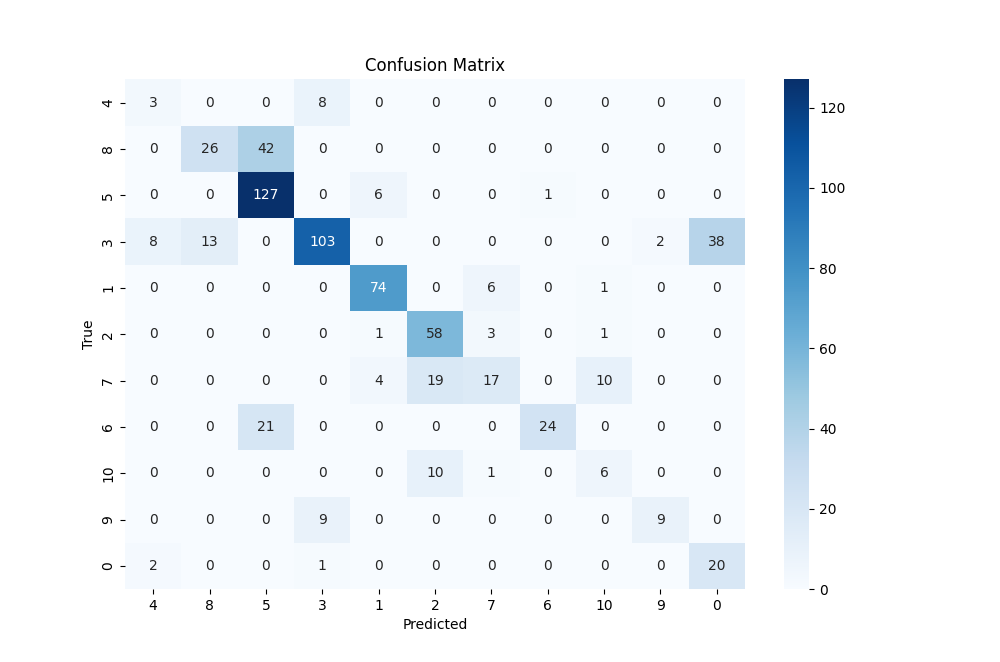 Confusion Matrix
4 3 0 0 8 0 0 0 0 0 0 0
8 0 26 42 0 0 0 0 0 0 0 0
5 0 0 127 0 6 0 0 1 0 0 0
3 8 13 0 103 0 0 0 0 0 2 38
1 0 0 0 0 74 0 6 0 1 0 0
2 0 0 0 0 1 58 3 0 1 0 0
7 0 0 0 0 4 19 17 0 10 0 0
6 0 0 21 0 0 0 0 24 0 0 0
10 0 0 0 0 0 10 1 0 6 0 0
9 0 0 0 9 0 0 0 0 0 9 0
0 2 0 0 1 0 0 0 0 0 0 20
4 8 5 3 1 2 7 6 10 9 0
Predicted
True
120
100
80
60
40
20
0